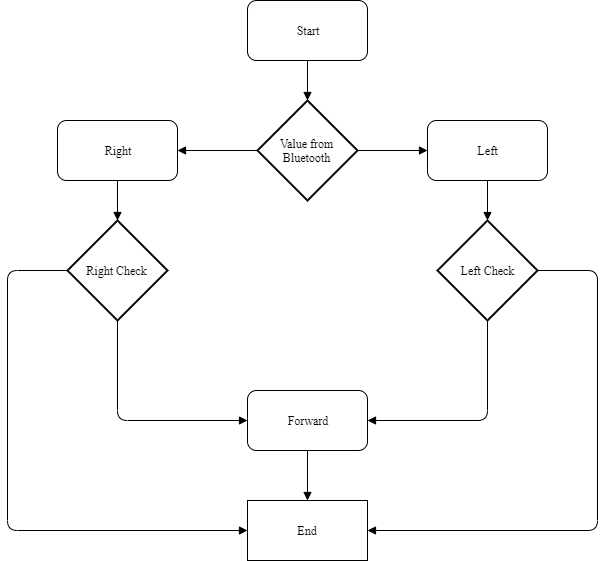 Start
Value from
Bluetooth
Right
Left
Right Check
Left Check
Forward
End